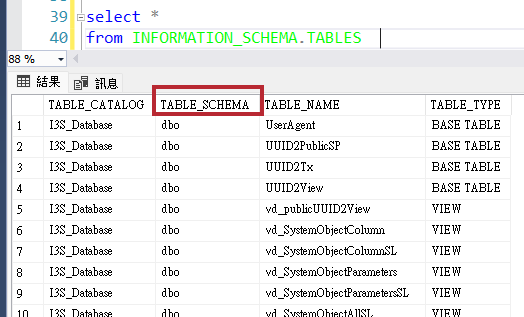 39 select *
40 from INFORMATION_SCHEMA.TABLES
88 %
結果 訊息
TABLE_CATALOG TABLE_SCHEMA TABLE_NAME TABLE_TYPE
1 I3S_Database dbo UserAgent BASE TABLE
2 I3S_Database dbo UUID2PublicSP BASE TABLE
3 I3S_Database dbo UUID2Tx BASE TABLE
4 I3S_Database dbo UUID2View BASE TABLE
5 I3S_Database dbo vd_publicUUID2View VIEW
6 I3S_Database dbo vd_SystemObjectColumn VIEW
7 I3S_Database dbo vd_SystemObjectColumnSL VIEW
8 I3S_Database dbo vd_SystemObjectParameters VIEW
9 I3S_Database dbo vd_SystemObjectParametersSL VIEW
10 I3S_Database dbo vd_SystemObjectAllSL VIEW